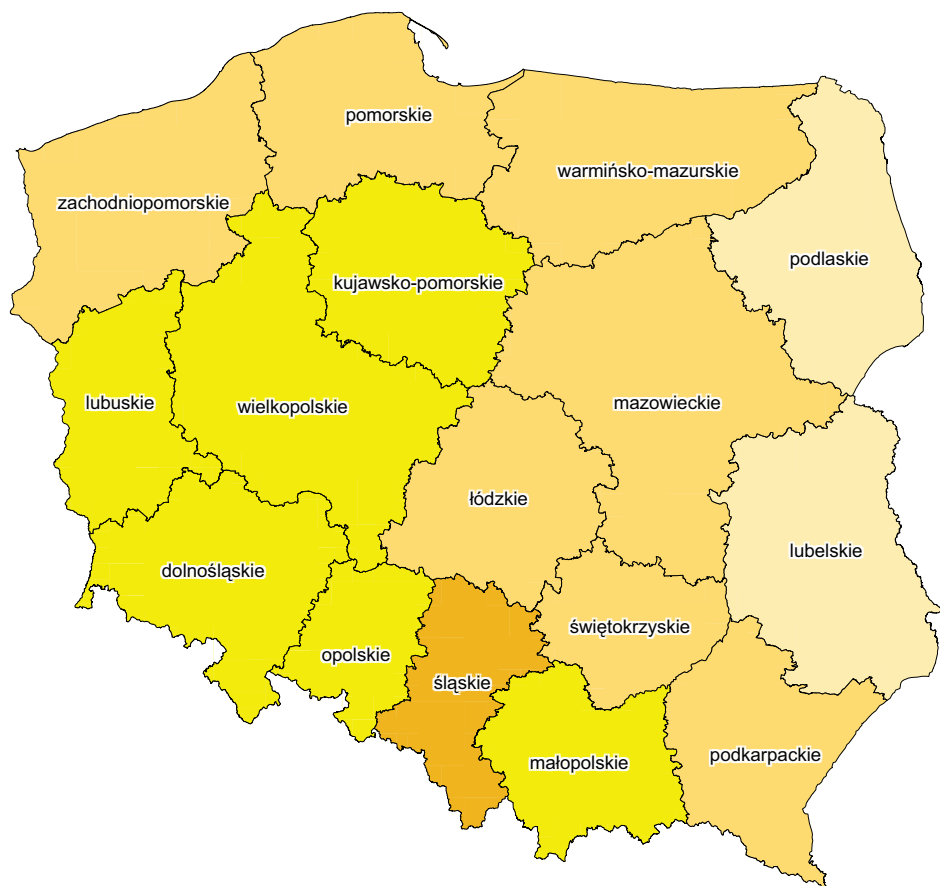 pomorskie
warmińsko-mazurskie
zachodniopomorskie
podlaskie
kujawsko-pomorskie
lubuskie
wielkopolskie
mazowieckie
łódzkie
lubelskie
dolnośląskie
świętokrzyskie
opolskie
śląskie
małopolskie
podkarpackie